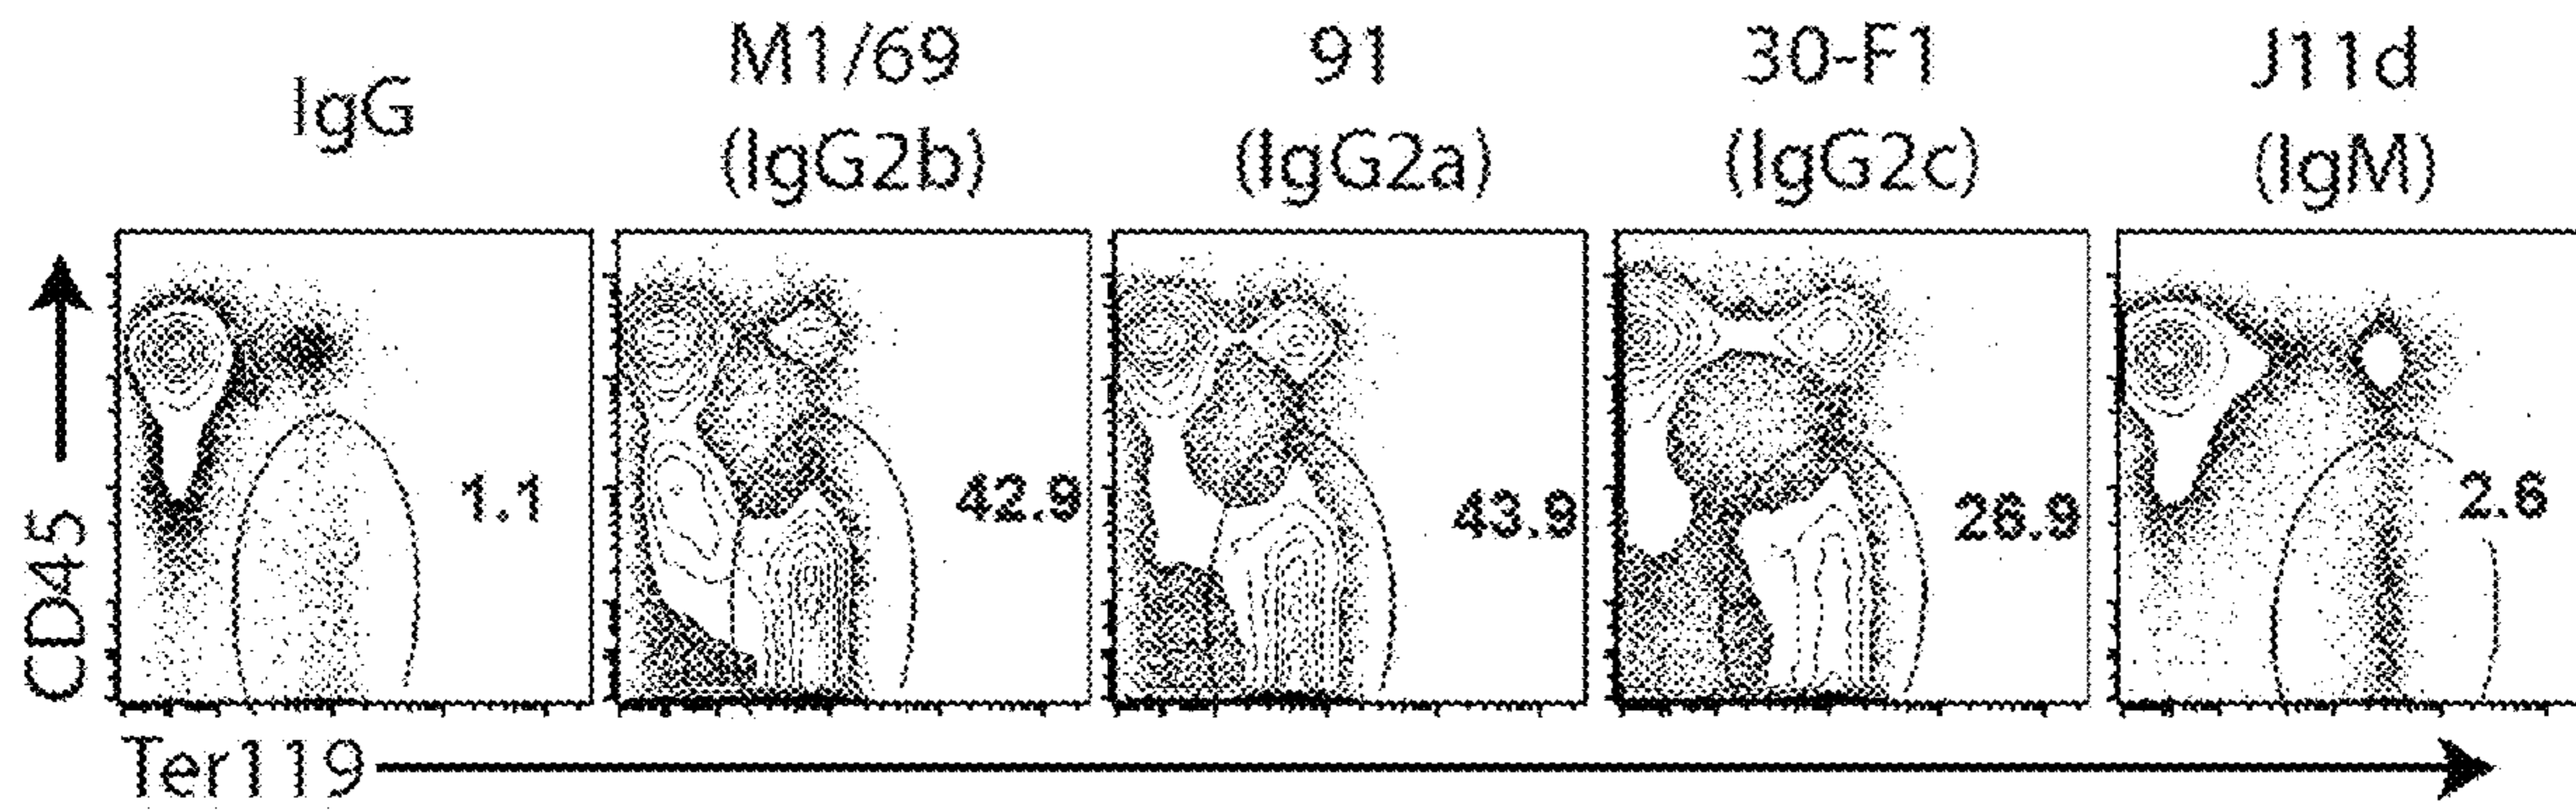 IgG
M1/69
(IgG2b)
91
(IgG2a)
30-F1
(IgG2c)
J11d
(IgM)
CD45
1.1
42.9
43.9
26.9
2.6
Ter119